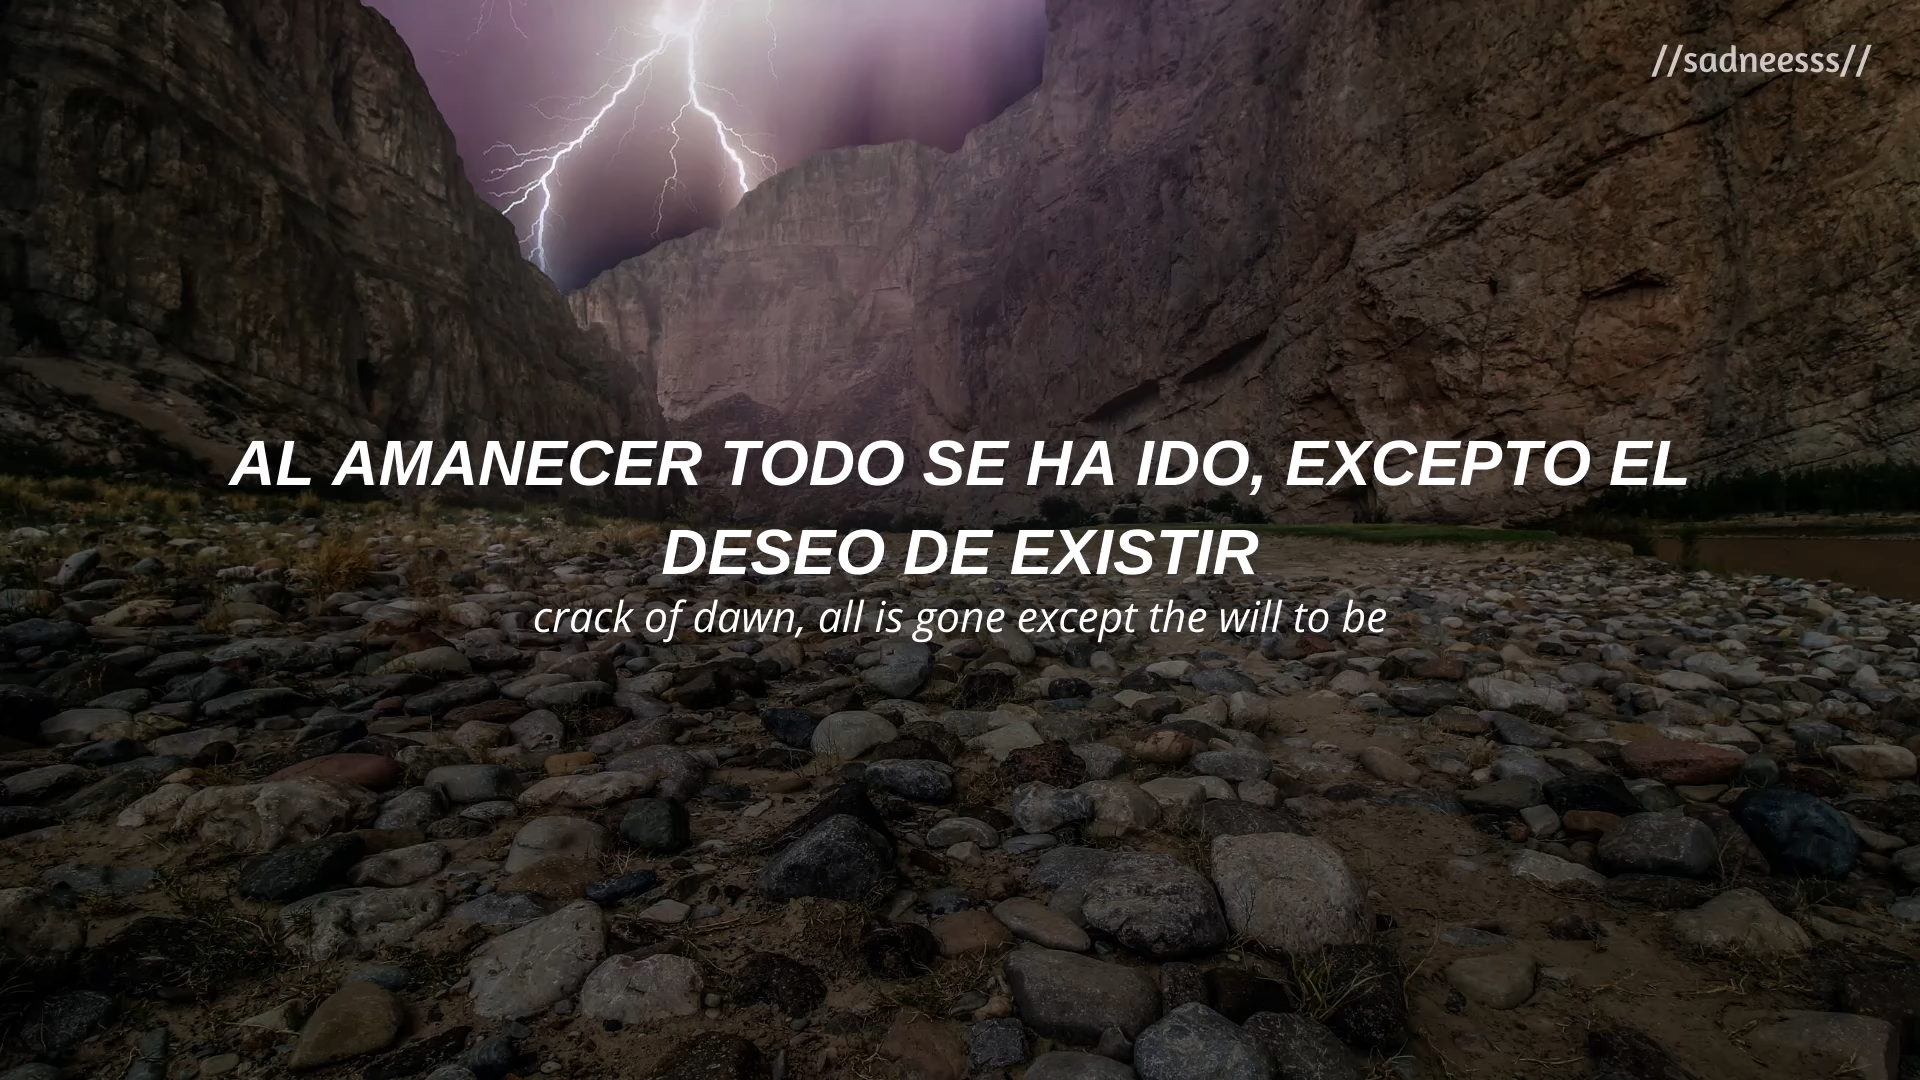 //sadneesss//
AL AMANECER TODO SE HA IDO, EXCEPTO EL
DESEO DE EXISTIR
crack of dawn, all is gone except the will to be